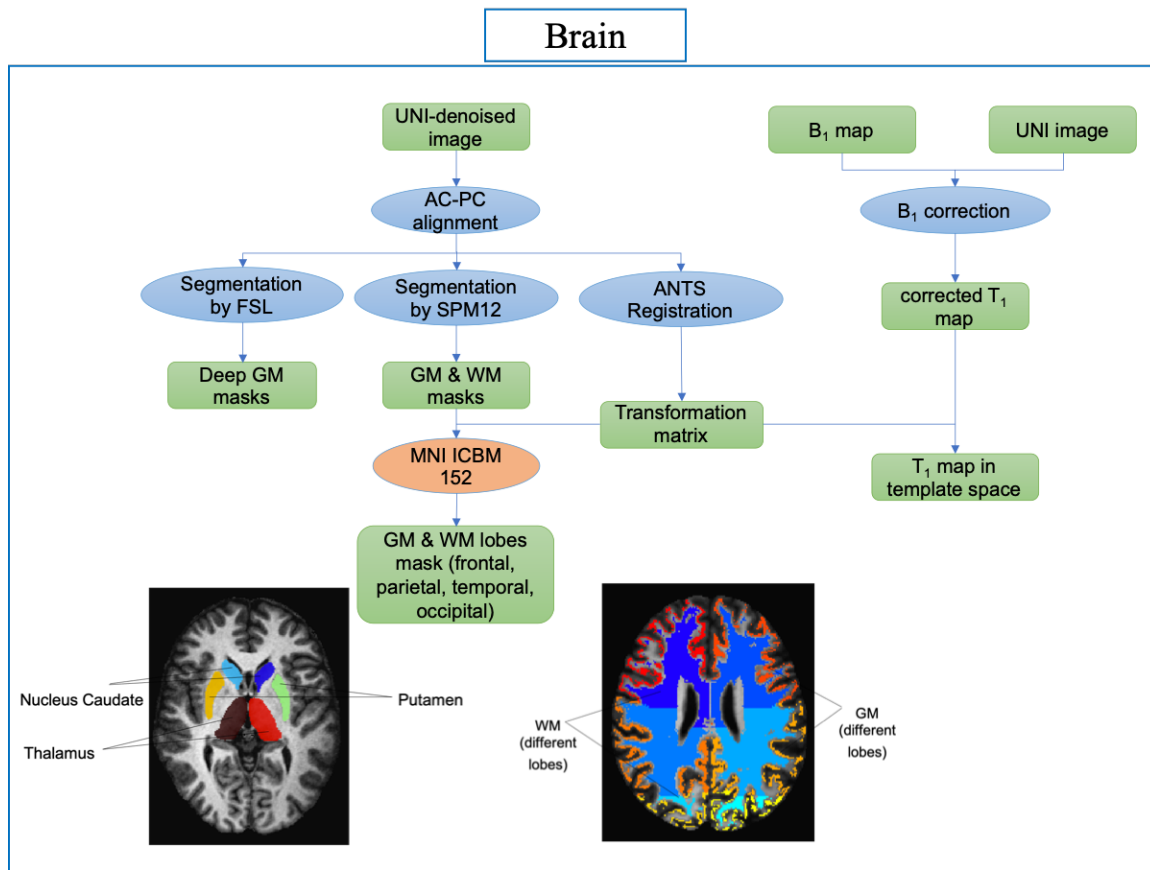 Brain
UNI-denoised
image
B₁ map
UNI image
AC-PC
alignment
B₁ correction
Segmentation
by FSL
Segmentation
by SPM12
ANTS
Registration
corrected T₁
map
Deep GM
masks
GM & WM
masks
Transformation
matrix
MNI ICBM
152
T₁ map in
template space
GM & WM lobes
mask (frontal,
parietal, temporal,
occipital)
Nucleus Caudate
Putamen
Thalamus
WM
(different
lobes)
GM
(different
lobes)